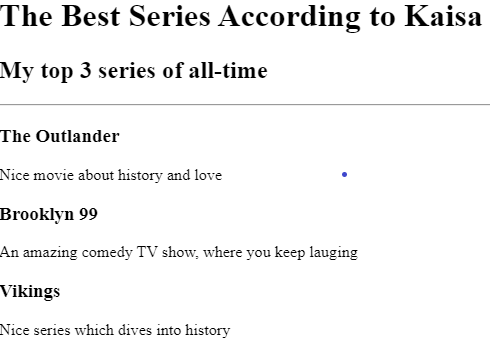 The Best Series According to Kaisa
My top 3 series of all-time
The Outlander
Nice movie about history and love
Brooklyn 99
An amazing comedy TV show, where you keep lauging
Vikings
Nice series which dives into history